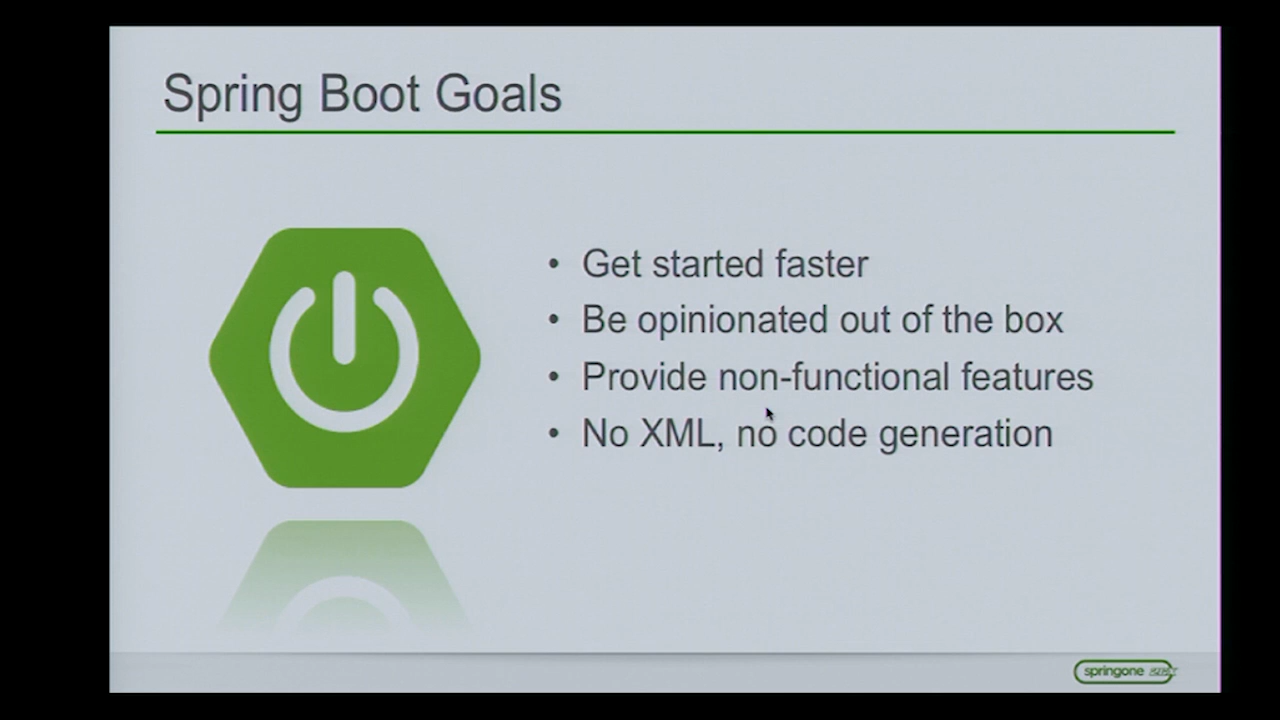 Spring Boot Goals
• Get started faster
• Be opinionated out of the box
• Provide non-functional features
• No XML, no code generation
springone